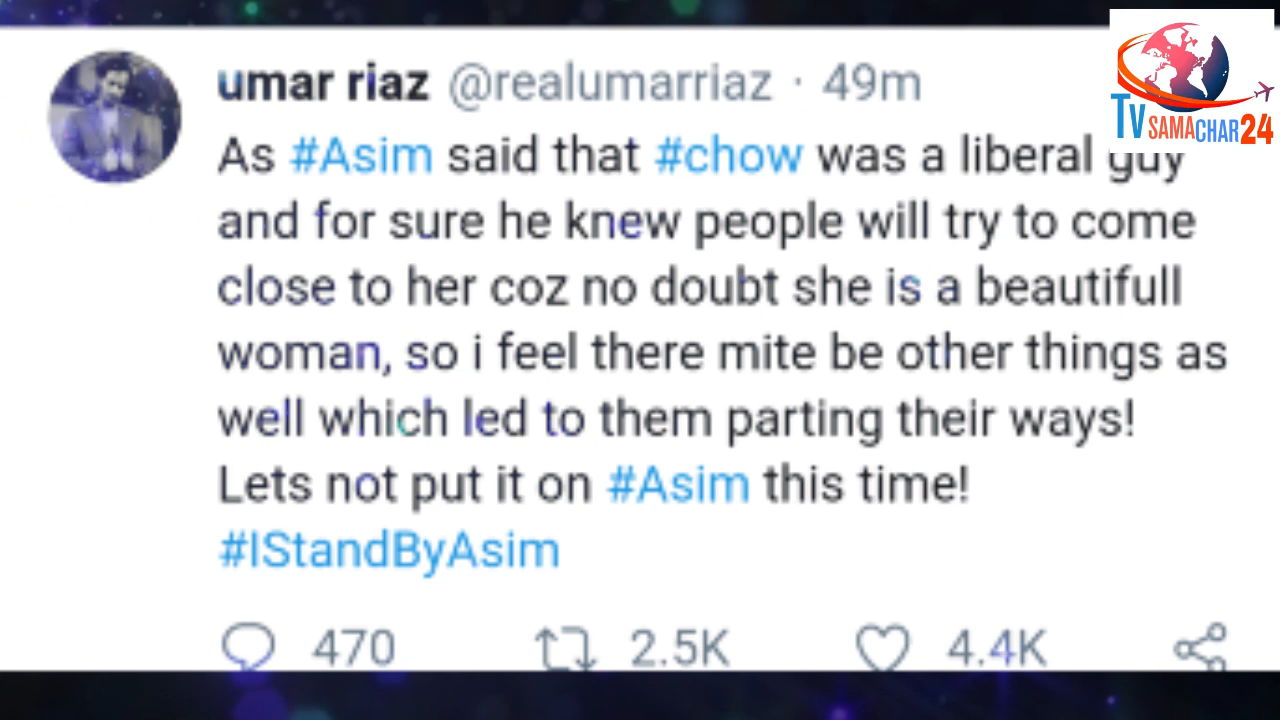 umar riaz @realumarriaz · 49m
As #Asim said that #chow was a liberal guy
and for sure he knew people will try to come
close to her coz no doubt she is a beautifull
woman, so i feel there mite be other things as
well which led to them parting their ways!
Lets not put it on #Asim this time!
#IStandByAsim
470 2.5K 4.4K
TV SAMACHAR24